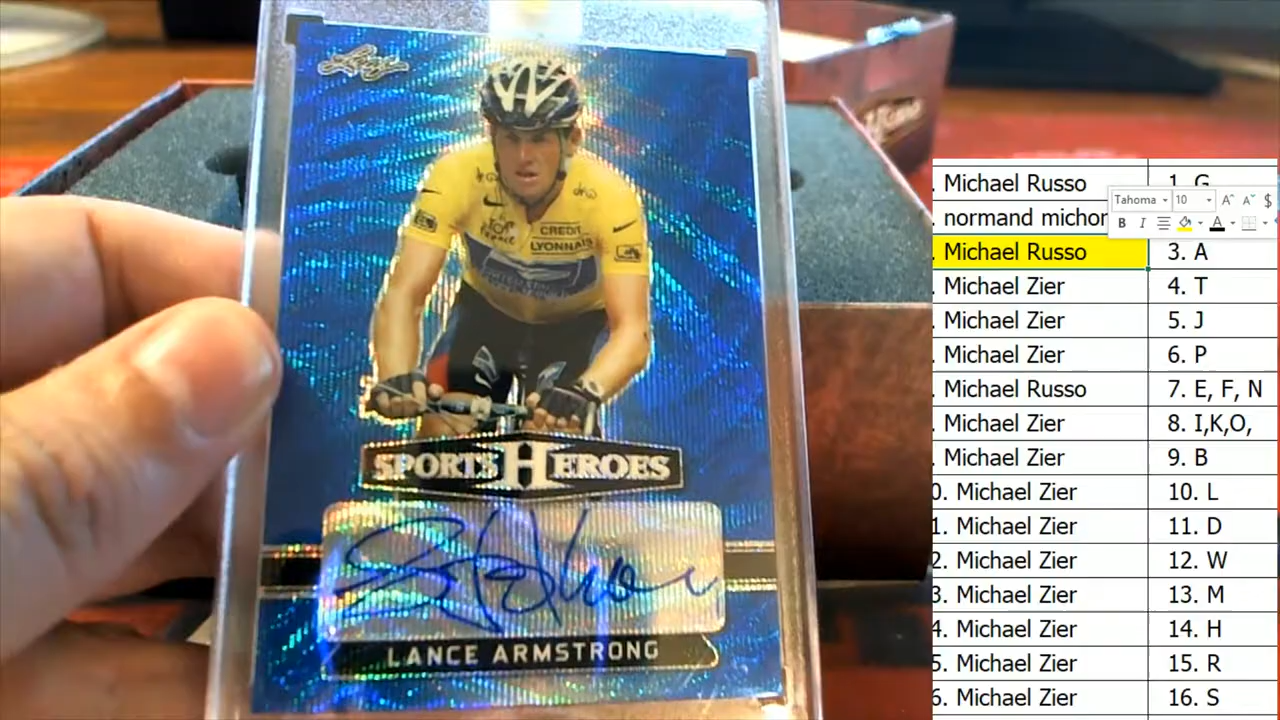 Leaf
LE TOUR
France
CREDIT
LYONNAIS
SPORTS HEROES
LANCE ARMSTRONG
. Michael Russo 1. G
. normand michon
. Michael Russo 3. A
. Michael Zier 4. T
. Michael Zier 5. J
. Michael Zier 6. P
. Michael Russo 7. E, F, N
. Michael Zier 8. I,K,O,
. Michael Zier 9. B
0. Michael Zier 10. L
1. Michael Zier 11. D
2. Michael Zier 12. W
3. Michael Zier 13. M
4. Michael Zier 14. H
5. Michael Zier 15. R
6. Michael Zier 16. S
Tahoma 10 A A $
B I A